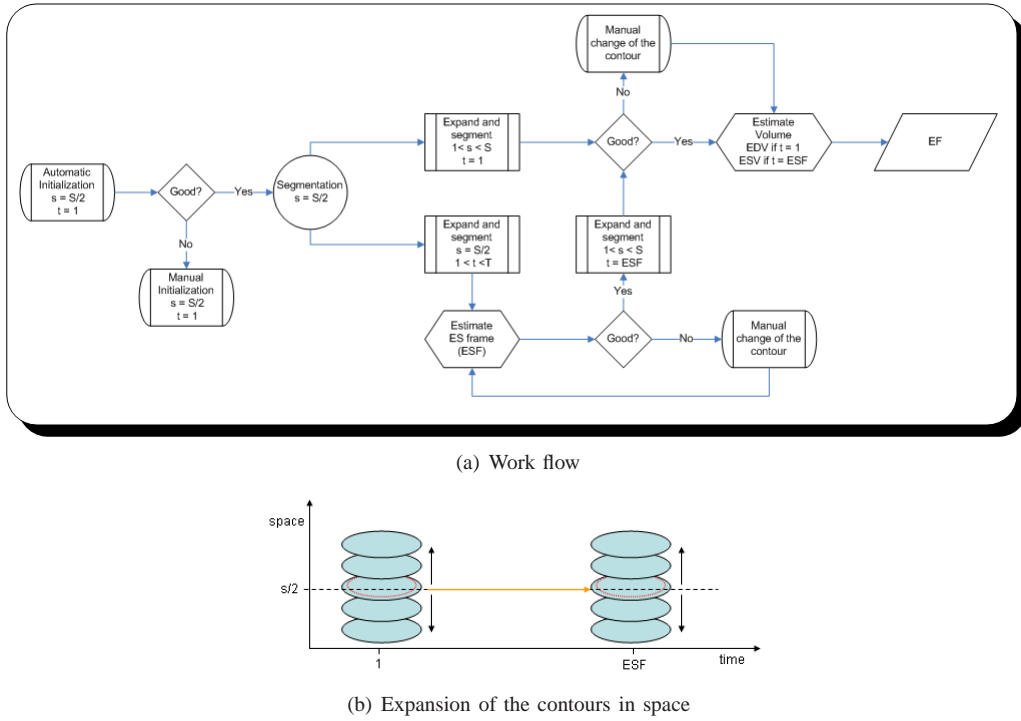 Automatic
Initialization
s = S/2
t = 1
Good?
Yes
No
Manual
Initialization
s = S/2
t = 1
Segmentation
s = S/2
Expand and
segment
1< s < S
t = 1
Expand and
segment
s = S/2
1 < t <T
Estimate
ES frame
(ESF)
Good?
No
Manual
change of the
contour
Yes
Expand and
segment
1< s < S
t = ESF
Good?
No
Manual
change of the
contour
Yes
Estimate
Volume
EDV if t = 1
ESV if t = ESF
EF
(a) Work flow
space
s/2
1
ESF
time
(b) Expansion of the contours in space